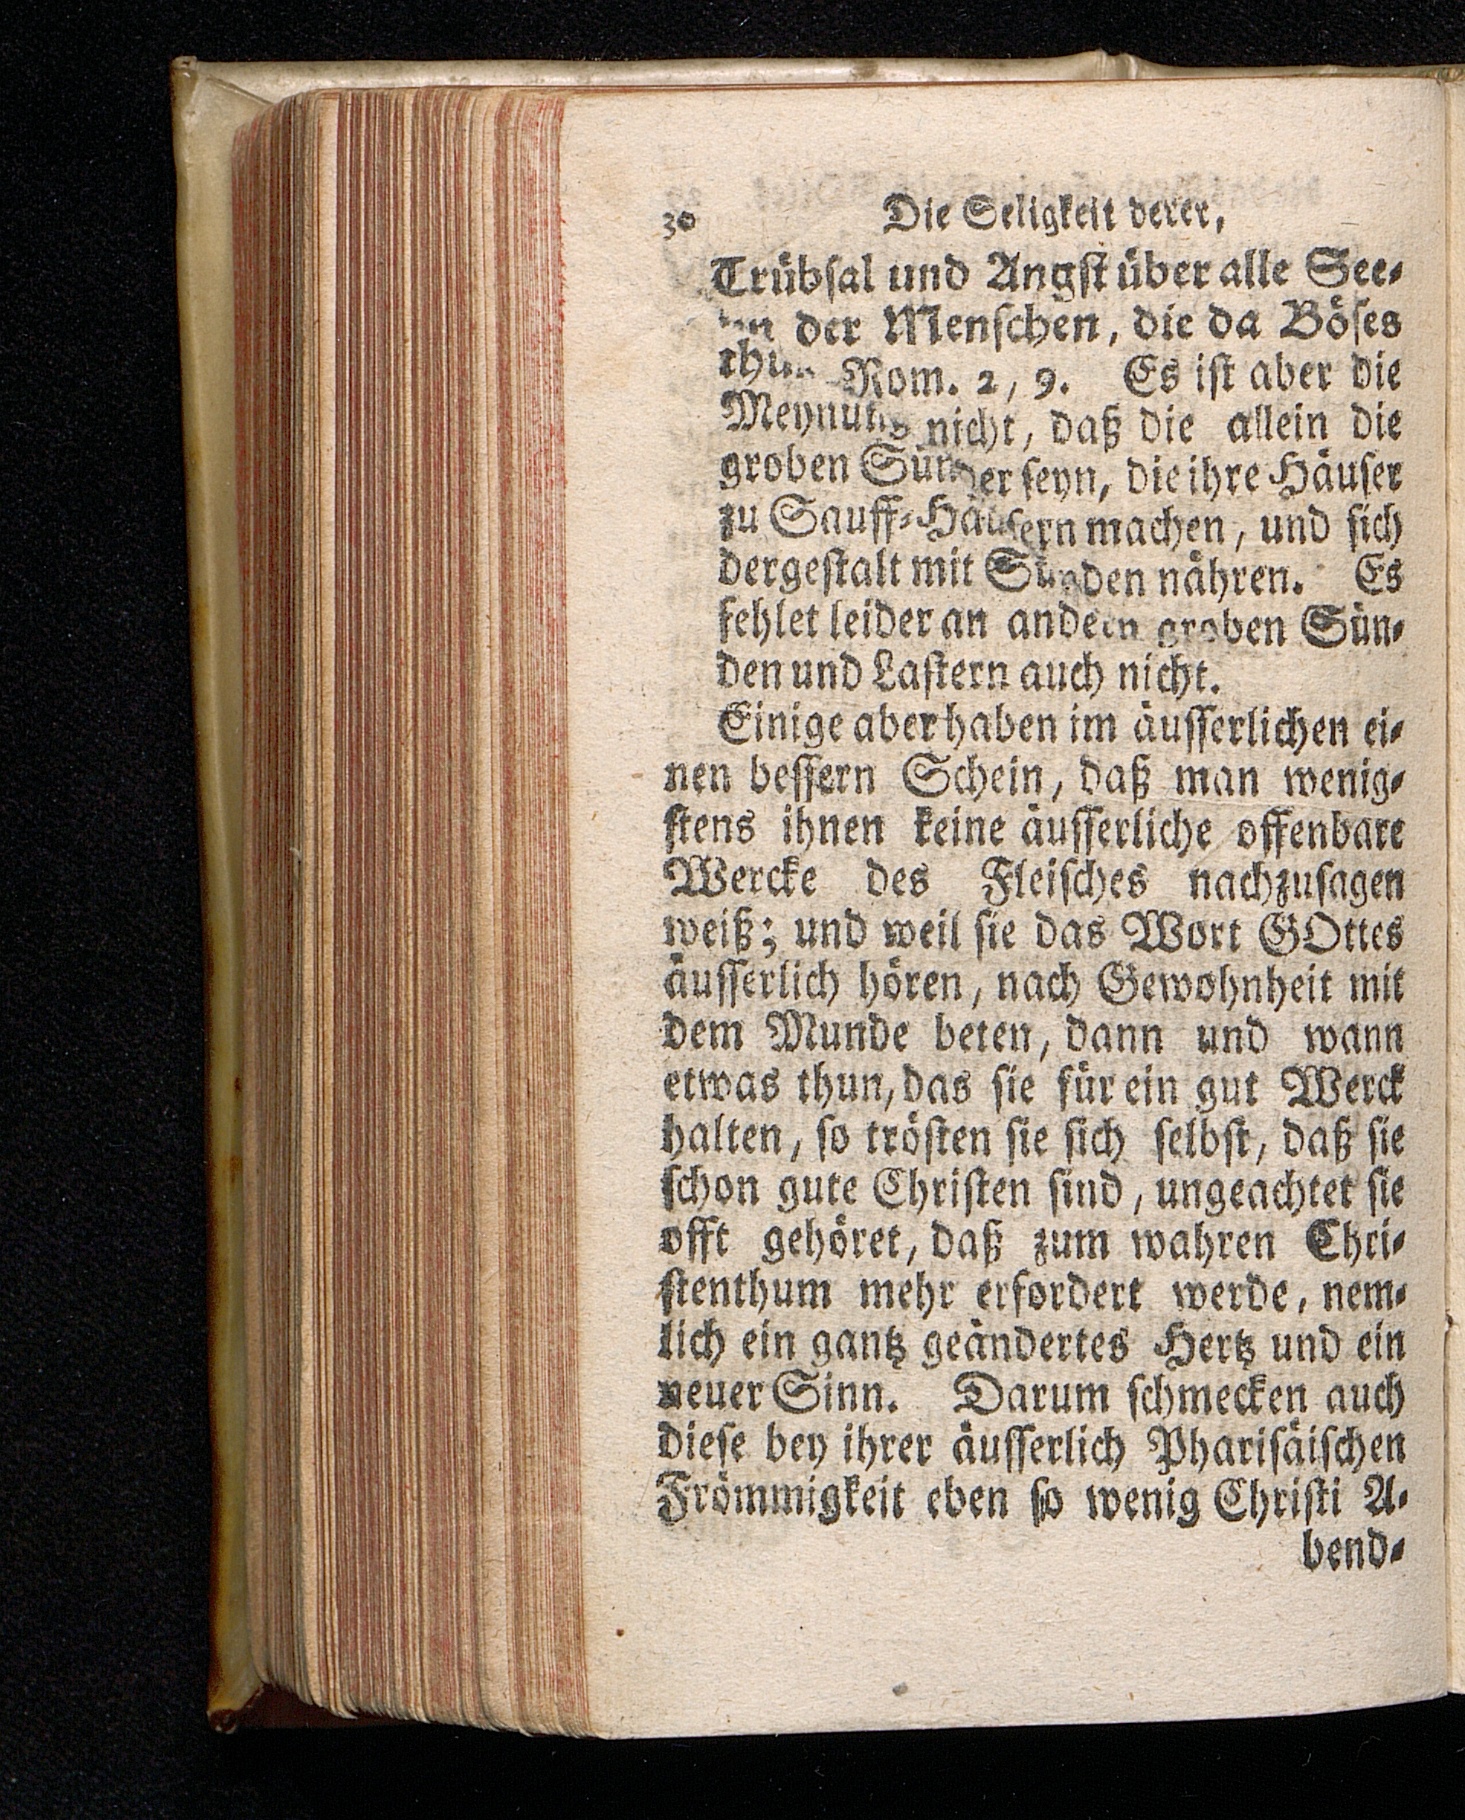 30 Die Seligkeit derer,
Trübsal und Angst über alle See-
der Menschen, die da Böses
Rom. 2, 9. Es ist aber die
Meynung nicht, daß die allein die
groben Sünder seyn, die ihre Häuser
zu Sauff-Häusern machen, und sich
dergestalt mit Sünden nähren. Es
fehlet leider an andern groben Sün-
den und Lastern auch nicht.
Einige aber haben im äusserlichen ei-
nen bessern Schein, daß man wenig-
stens ihnen keine äusserliche offenbare
Wercke des Fleisches nachzusagen
weiß; und weil sie das Wort GOttes
äusserlich hören, nach Gewohnheit mit
dem Munde beten, dann und wann
etwas thun, das sie für ein gut Werck
halten, so trösten sie sich selbst, daß sie
schon gute Christen sind, ungeachtet sie
offt gehöret, daß zum wahren Chri-
stenthum mehr erfordert werde, nem-
lich ein gantz geändertes Hertz und ein
neuer Sinn. Darum schmecken auch
diese bey ihrer äusserlich Pharisäischen
Frömmigkeit eben so wenig Christi A-
bend-